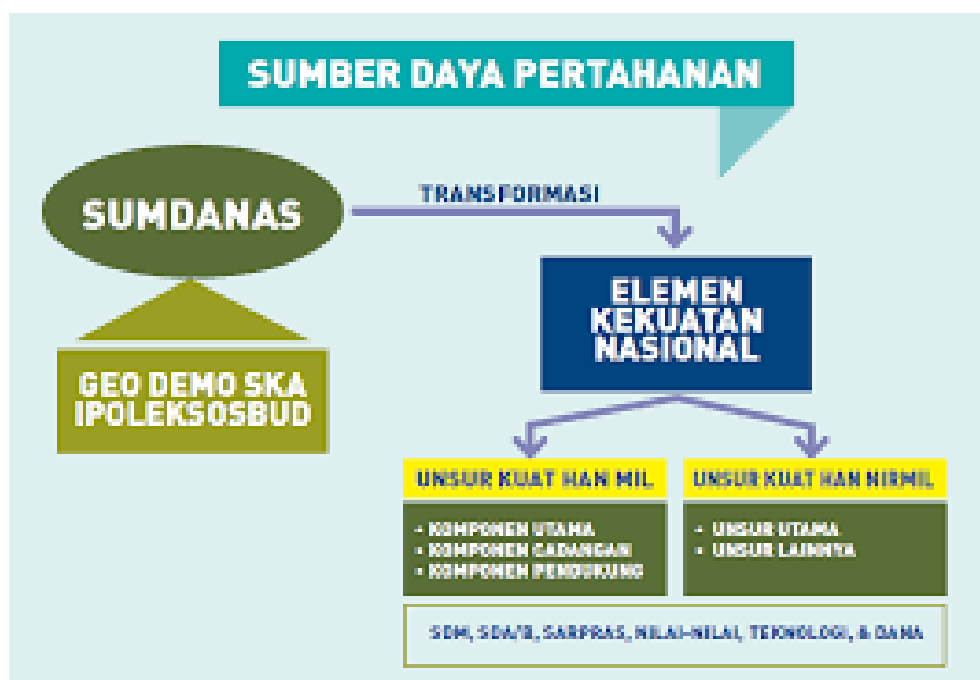 SUMBER DAYA PERTAHANAN
SUMDANAS
TRANSFORMASI
GEO DEMO SKA
IPOLEKSOSBUD
ELEMEN
KEKUATAN
NASIONAL
UNSUR KUAT HAN MIL
• KOMPONEN UTAMA
• KOMPONEN CADANGAN
• KOMPONEN PENDUKUNG
UNSUR KUAT HAN NIRMIL
• UNSUR UTAMA
• UNSUR LAINNYA
SDM, SDA/B, SARPRAS, NILAI-NILAI, TEKNOLOGI, & DANA